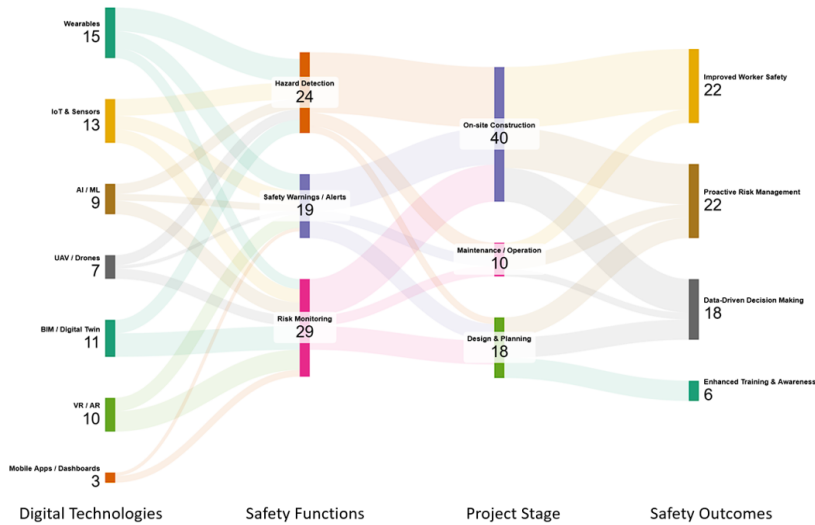 Wearables
15
IoT & Sensors
13
AI / ML
9
UAV / Drones
7
BIM / Digital Twin
11
VR / AR
10
Mobile Apps / Dashboards
3
Hazard Detection
24
Safety Warnings / Alerts
19
Risk Monitoring
29
On-site Construction
40
Maintenance / Operation
10
Design & Planning
18
Improved Worker Safety
22
Proactive Risk Management
22
Data-Driven Decision Making
18
Enhanced Training & Awareness
6
Digital Technologies
Safety Functions
Project Stage
Safety Outcomes